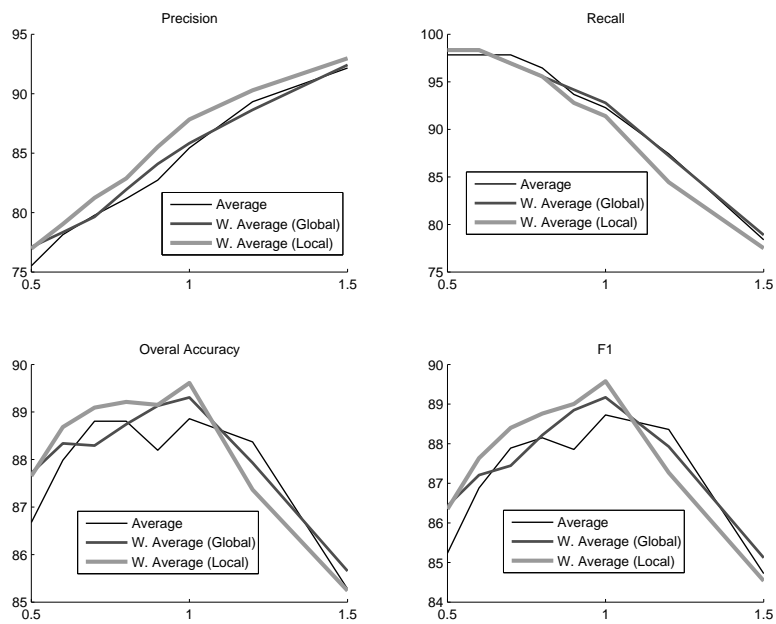 Precision
95
90
85
80
75
0.5
1
1.5
Average
W. Average (Global)
W. Average (Local)
Recall
100
95
90
85
80
75
0.5
1
1.5
Average
W. Average (Global)
W. Average (Local)
Overal Accuracy
90
89
88
87
86
85
0.5
1
1.5
Average
W. Average (Global)
W. Average (Local)
F1
90
89
88
87
86
85
84
0.5
1
1.5
Average
W. Average (Global)
W. Average (Local)